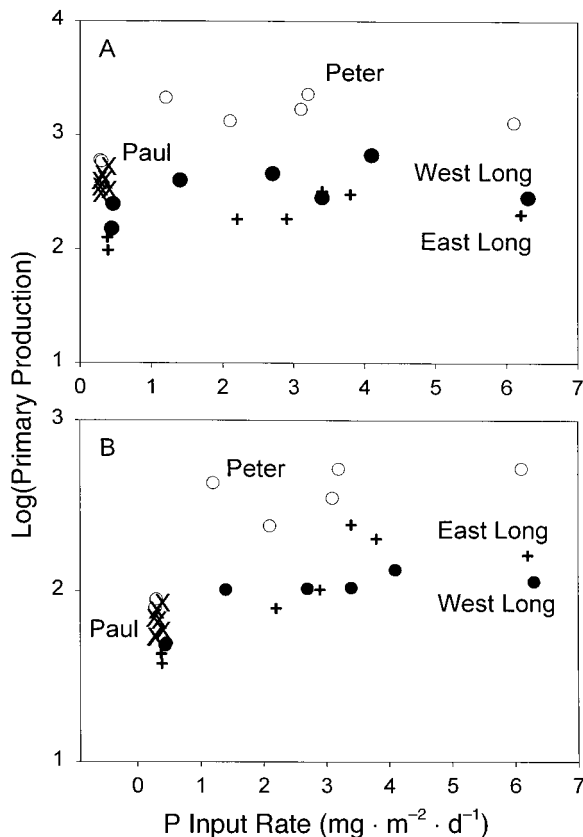 4
A
Peter
3
Paul
West Long
East Long
2
1
0 1 2 3 4 5 6 7
3
B
Peter
East Long
2
West Long
Paul
1
0 1 2 3 4 5 6 7
Log(Primary Production)
P Input Rate (mg · m⁻² · d⁻¹)